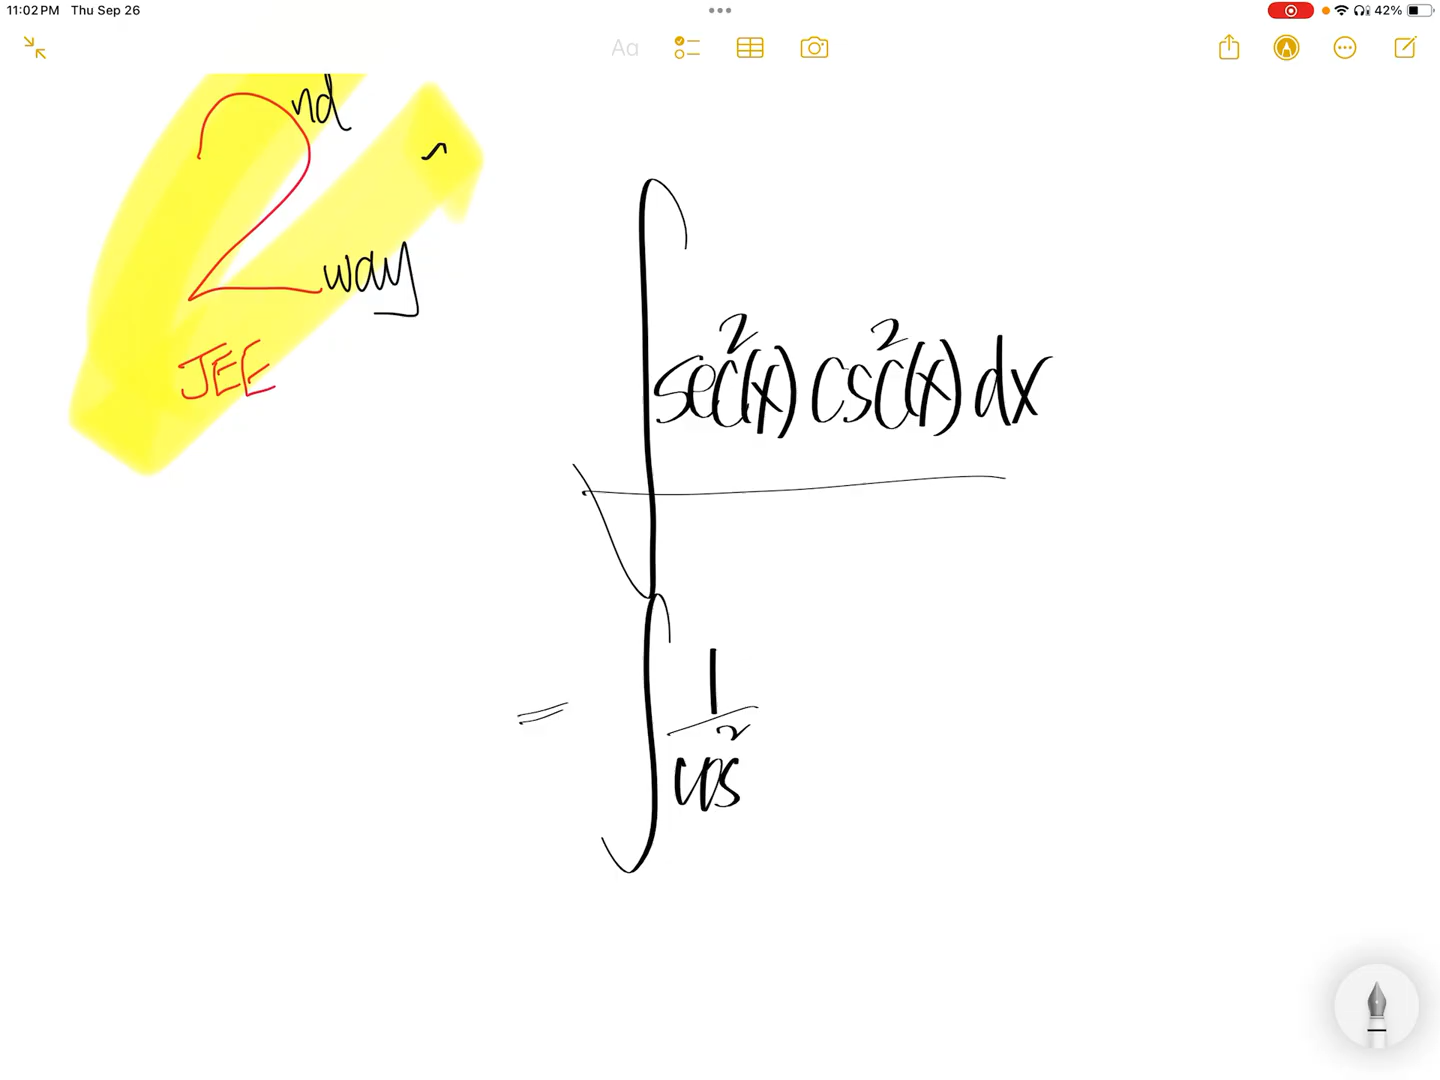 11:02 PM Thu Sep 26
42%
Aa
2nd
way
JEE
∫ sec²(x) csc²(x) dx
= ∫ 1/cos²